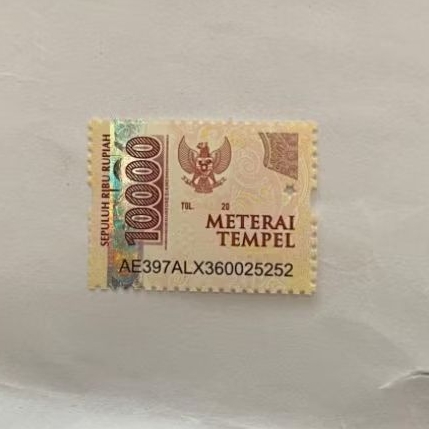 SEPULUH RIBU RUPIAH
10000
TGL. 20
METERAI
TEMPEL
AE397ALX360025252